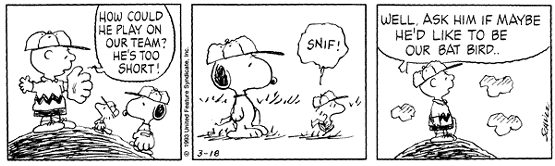 HOW COULD
HE PLAY ON
OUR TEAM?
HE'S TOO
SHORT!
© 1993 United Feature Syndicate, Inc.
3-18
SNIF!
WELL, ASK HIM IF MAYBE
HE'D LIKE TO BE
OUR BAT BIRD..